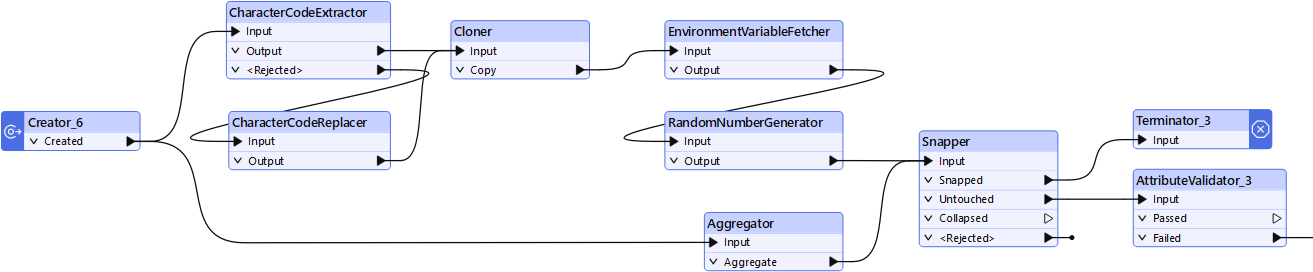 Creator_6
Created
CharacterCodeExtractor
Input
Output
<Rejected>
CharacterCodeReplacer
Input
Output
Cloner
Input
Copy
EnvironmentVariableFetcher
Input
Output
RandomNumberGenerator
Input
Output
Aggregator
Input
Aggregate
Snapper
Input
Snapped
Untouched
Collapsed
<Rejected>
Terminator_3
Input
AttributeValidator_3
Input
Passed
Failed